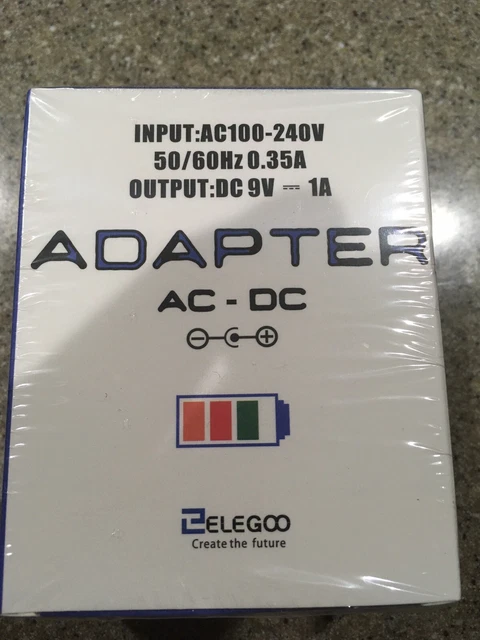 INPUT:AC100-240V
50/60Hz 0.35A
OUTPUT:DC 9V ⎓ 1A
ADAPTER
AC - DC
ELEGOO
Create the future